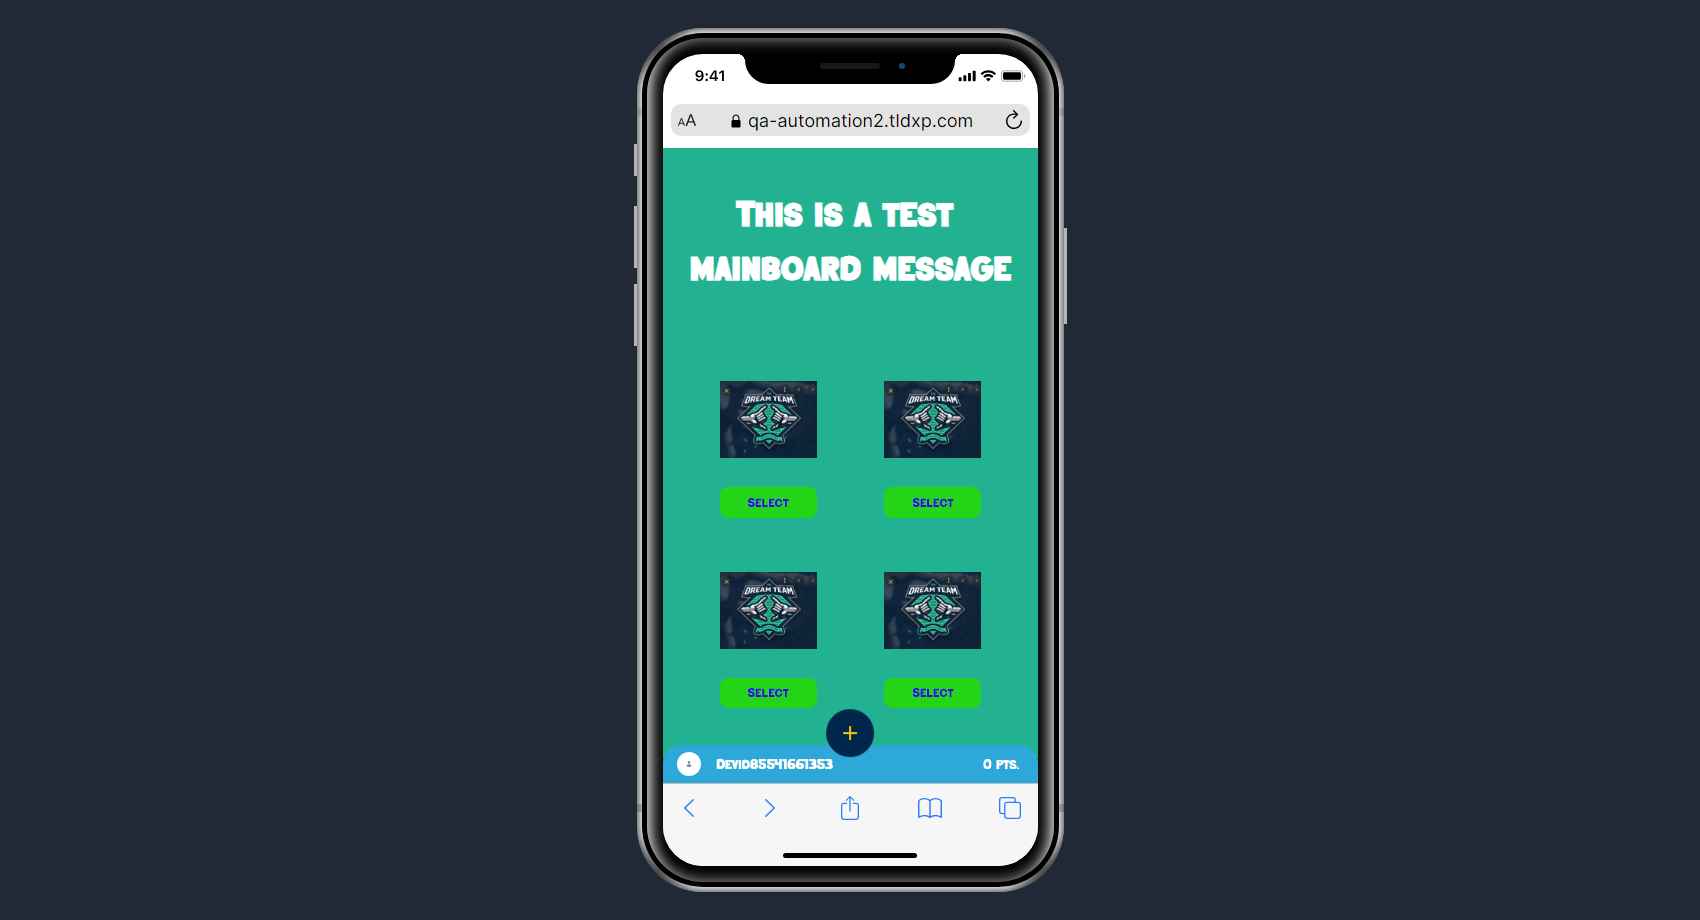 9:41
AA qa-automation2.tldxp.com
This is a test
mainboard message
DREAM TEAM DREAM TEAM
Select Select
DREAM TEAM DREAM TEAM
Select Select
+
Devid85541661353 0 pts.